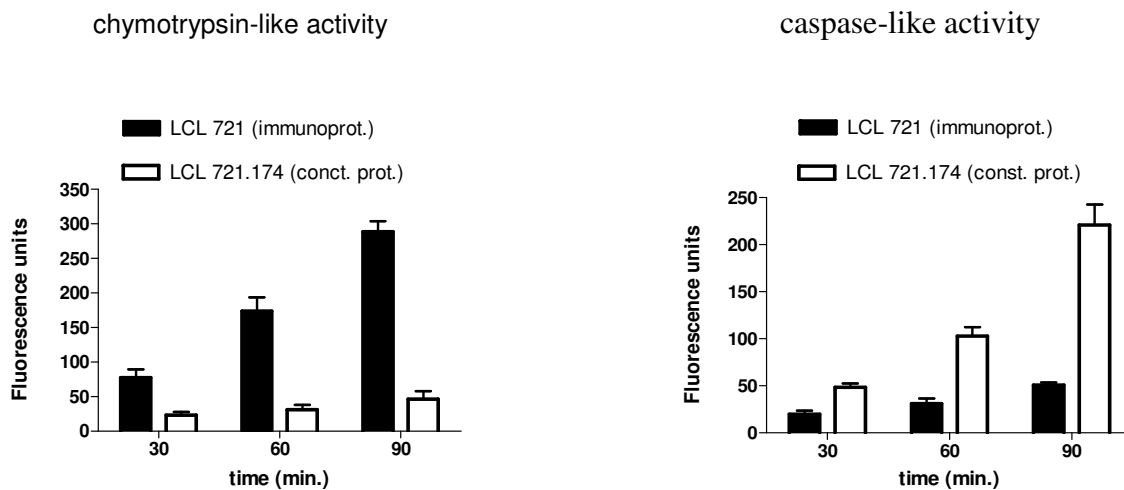 chymotrypsin-like activity
LCL 721 (immunoprot.)
LCL 721.174 (conct. prot.)
Fluorescence units
350
300
250
200
150
100
50
0
30 60 90
time (min.)
caspase-like activity
LCL 721 (immunoprot.)
LCL 721.174 (const. prot.)
Fluorescence units
250
200
150
100
50
0
30 60 90
time (min.)